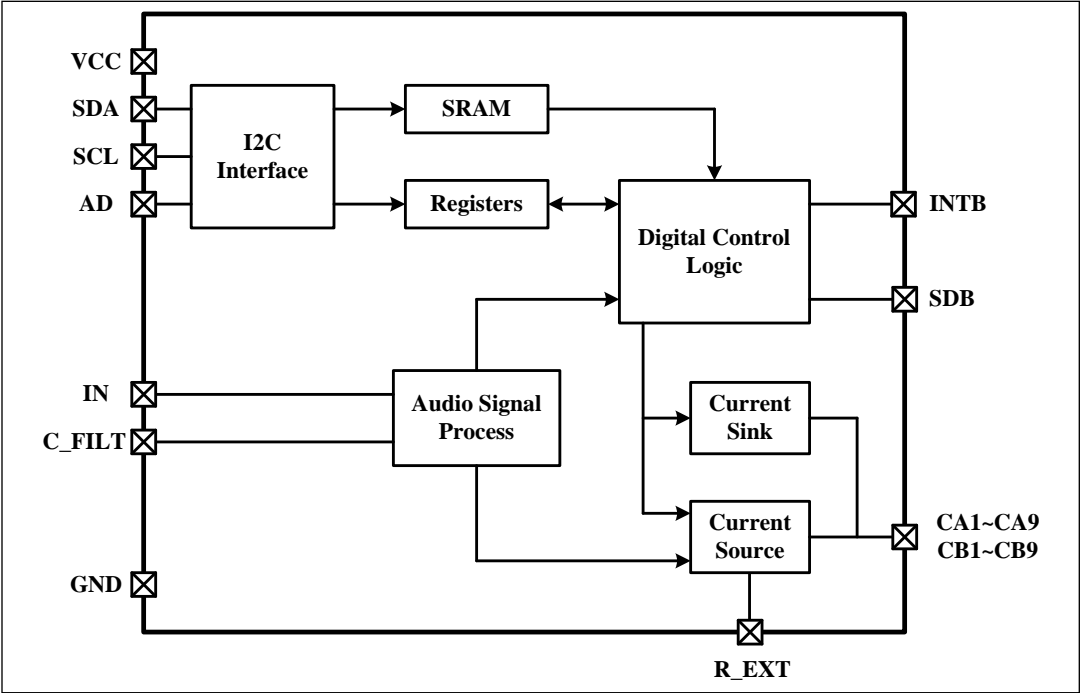 VCC
SDA
SCL
AD
I2C
Interface
SRAM
Registers
Digital Control
Logic
INTB
SDB
IN
C_FILT
Audio Signal
Process
Current
Sink
Current
Source
CA1~CA9
CB1~CB9
GND
R_EXT